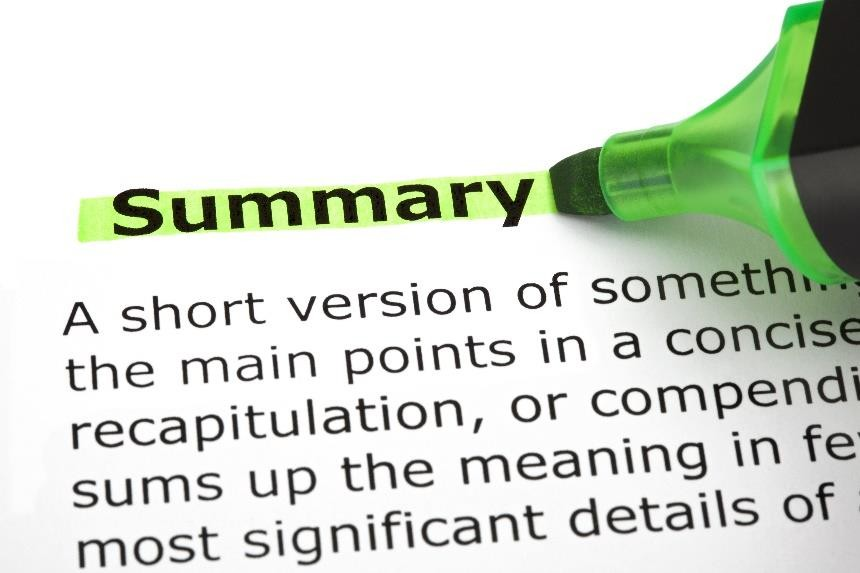 Summary
A short version of
the main points in a concise
recapitulation, or
sums up the meaning in
most significant details of